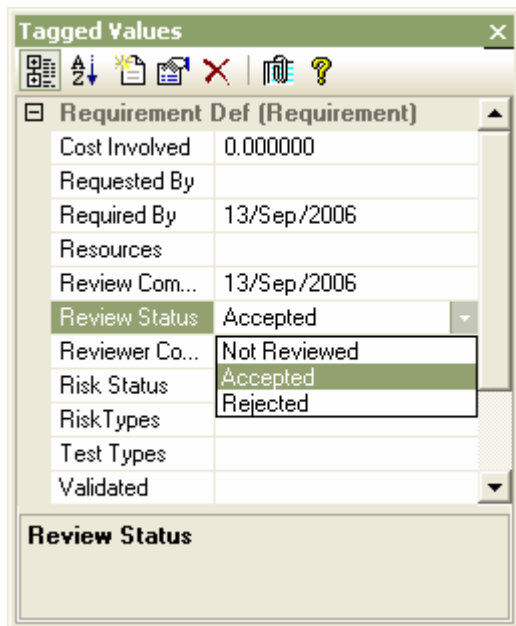 Tagged Values
Requirement Def (Requirement)
Cost Involved 0.000000
Requested By
Required By 13/Sep/2006
Resources
Review Com... 13/Sep/2006
Review Status Accepted
Reviewer Co... Not Reviewed
Risk Status Accepted
RiskTypes Rejected
Test Types
Validated
Review Status